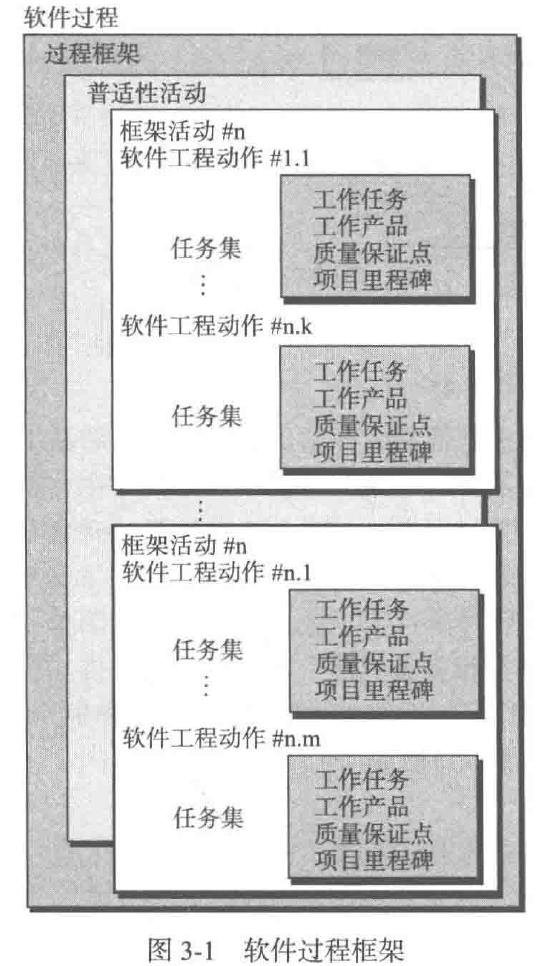 软件过程
过程框架
普适性活动
框架活动 #n
软件工程动作 #1.1
任务集
⋮
工作任务
工作产品
质量保证点
项目里程碑
软件工程动作 #n.k
任务集
工作任务
工作产品
质量保证点
项目里程碑
⋮
框架活动 #n
软件工程动作 #n.1
任务集
⋮
工作任务
工作产品
质量保证点
项目里程碑
软件工程动作 #n.m
任务集
工作任务
工作产品
质量保证点
项目里程碑
图 3-1 软件过程框架